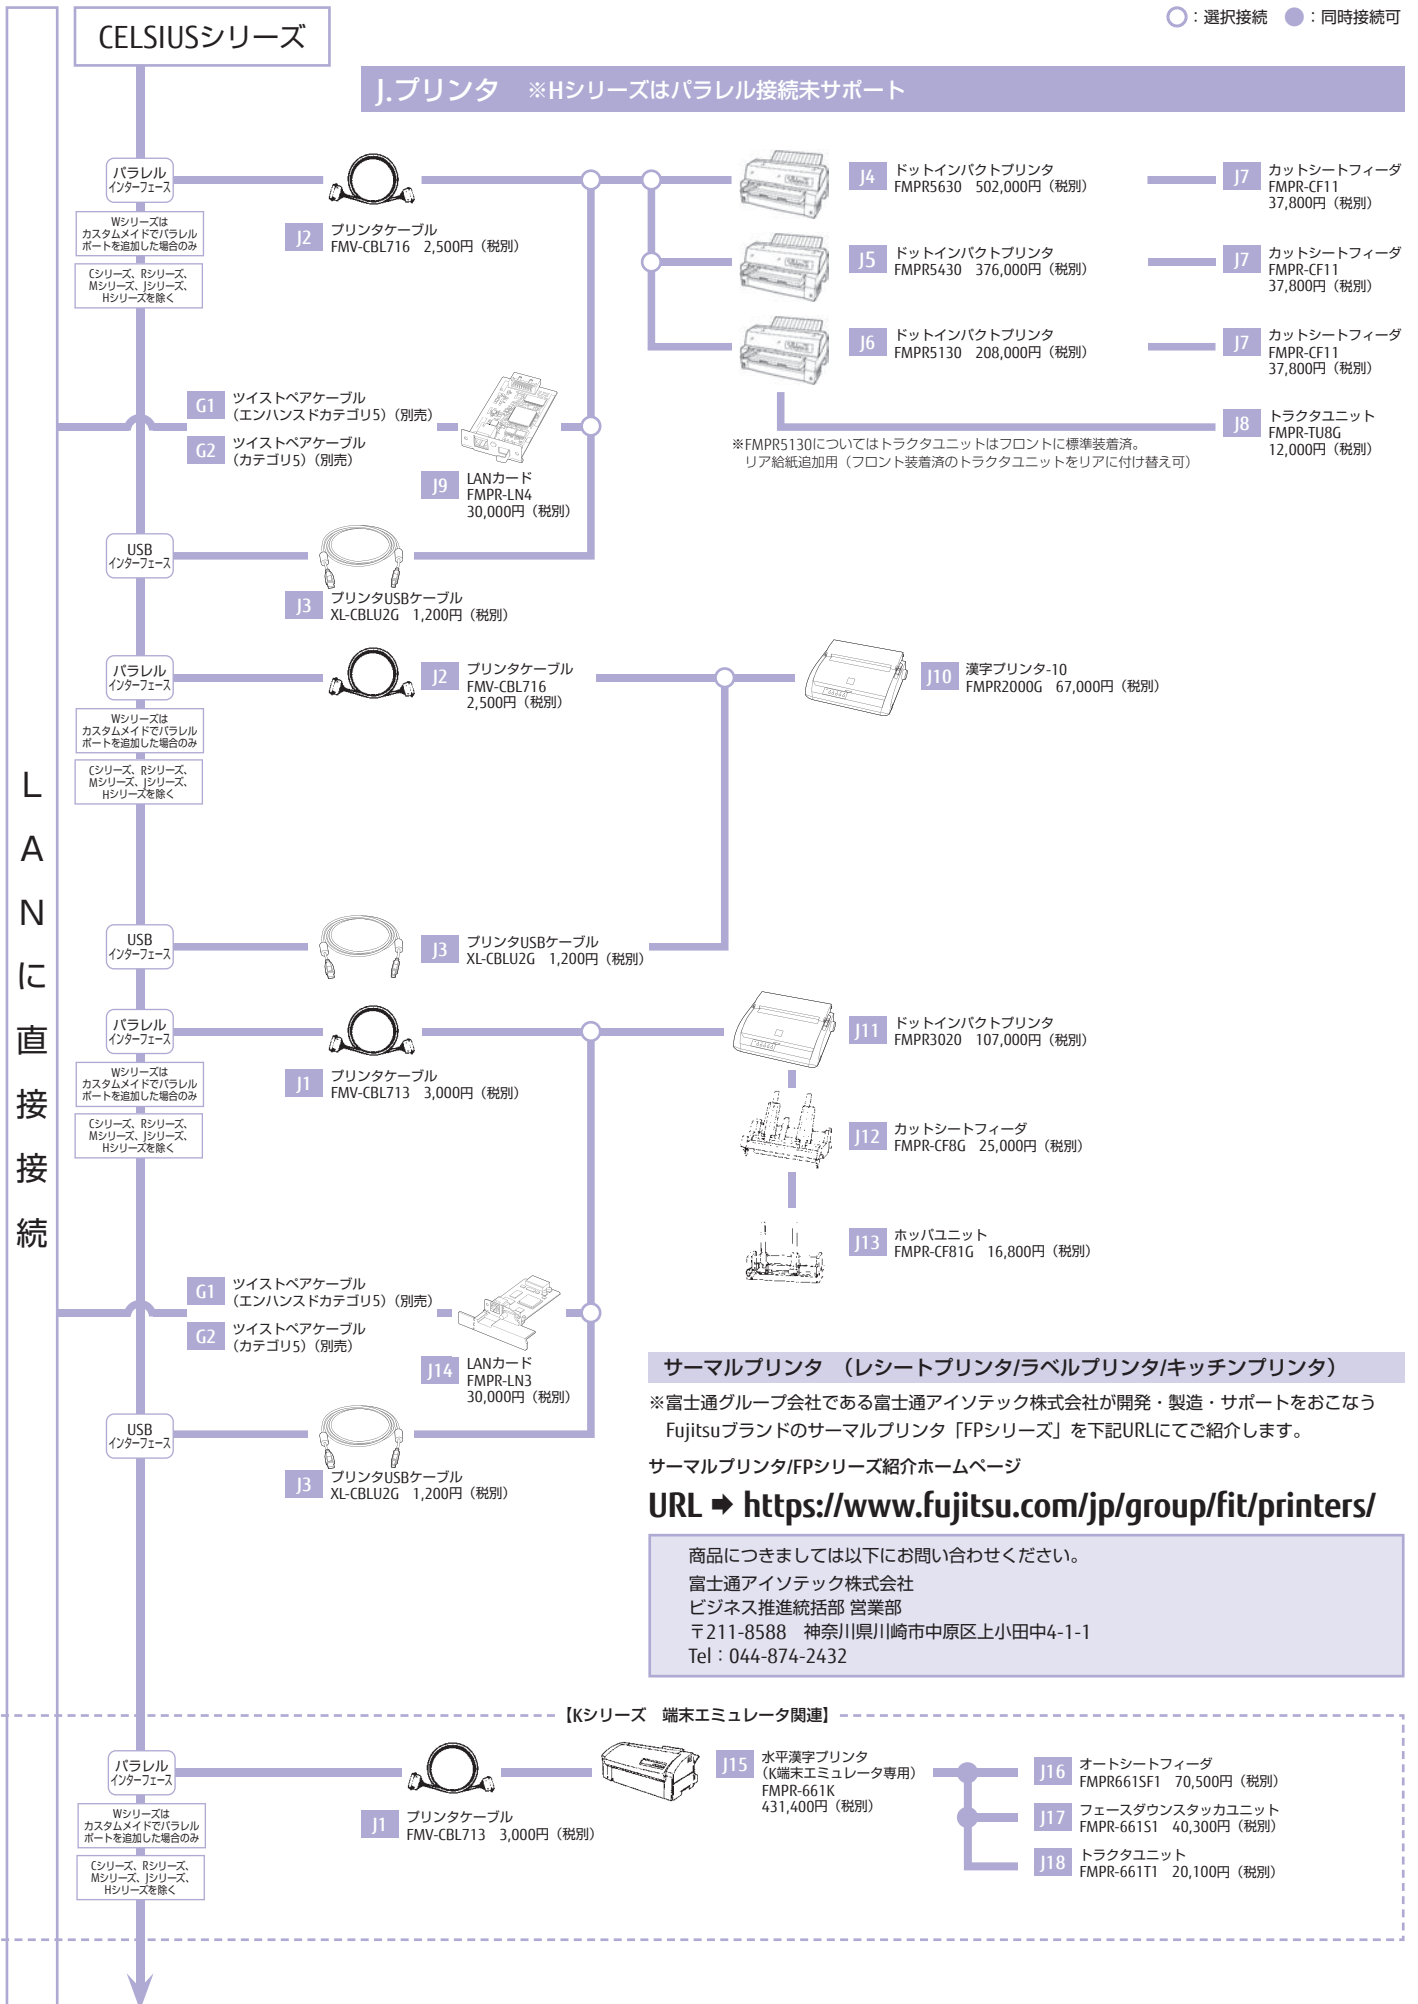 ○：選択接続　●：同時接続可
CELSIUSシリーズ
J.プリンタ　※Hシリーズはパラレル接続未サポート
LANに直接接続
パラレル
インターフェース
Wシリーズは
カスタムメイドでパラレル
ポートを追加した場合のみ
Cシリーズ、Rシリーズ、
Mシリーズ、Jシリーズ、
Hシリーズを除く
J2 プリンタケーブル
FMV-CBL716　2,500円（税別）
J4 ドットインパクトプリンタ
FMPR5630　502,000円（税別）
J7 カットシートフィーダ
FMPR-CF11
37,800円（税別）
J5 ドットインパクトプリンタ
FMPR5430　376,000円（税別）
J7 カットシートフィーダ
FMPR-CF11
37,800円（税別）
J6 ドットインパクトプリンタ
FMPR5130　208,000円（税別）
J7 カットシートフィーダ
FMPR-CF11
37,800円（税別）
J8 トラクタユニット
FMPR-TU8G
12,000円（税別）
※FMPR5130についてはトラクタユニットはフロントに標準装着済。
リア給紙追加用（フロント装着済のトラクタユニットをリアに付け替え可）
G1 ツイストペアケーブル
（エンハンスドカテゴリ5）（別売）
G2 ツイストペアケーブル
（カテゴリ5）（別売）
J9 LANカード
FMPR-LN4
30,000円（税別）
USB
インターフェース
J3 プリンタUSBケーブル
XL-CBLU2G　1,200円（税別）
パラレル
インターフェース
Wシリーズは
カスタムメイドでパラレル
ポートを追加した場合のみ
Cシリーズ、Rシリーズ、
Mシリーズ、Jシリーズ、
Hシリーズを除く
J2 プリンタケーブル
FMV-CBL716
2,500円（税別）
J10 漢字プリンタ-10
FMPR2000G　67,000円（税別）
USB
インターフェース
J3 プリンタUSBケーブル
XL-CBLU2G　1,200円（税別）
パラレル
インターフェース
Wシリーズは
カスタムメイドでパラレル
ポートを追加した場合のみ
Cシリーズ、Rシリーズ、
Mシリーズ、Jシリーズ、
Hシリーズを除く
J1 プリンタケーブル
FMV-CBL713　3,000円（税別）
J11 ドットインパクトプリンタ
FMPR3020　107,000円（税別）
J12 カットシートフィーダ
FMPR-CF8G　25,000円（税別）
J13 ホッパユニット
FMPR-CF81G　16,800円（税別）
G1 ツイストペアケーブル
（エンハンスドカテゴリ5）（別売）
G2 ツイストペアケーブル
（カテゴリ5）（別売）
J14 LANカード
FMPR-LN3
30,000円（税別）
USB
インターフェース
J3 プリンタUSBケーブル
XL-CBLU2G　1,200円（税別）
サーマルプリンタ　（レシートプリンタ/ラベルプリンタ/キッチンプリンタ）
※富士通グループ会社である富士通アイソテック株式会社が開発・製造・サポートをおこなう
Fujitsuブランドのサーマルプリンタ「FPシリーズ」を下記URLにてご紹介します。
サーマルプリンタ/FPシリーズ紹介ホームページ
URL ➡ https://www.fujitsu.com/jp/group/fit/printers/
商品につきましては以下にお問い合わせください。
富士通アイソテック株式会社
ビジネス推進統括部 営業部
〒211-8588　神奈川県川崎市中原区上小田中4-1-1
Tel：044-874-2432
【Kシリーズ　端末エミュレータ関連】
パラレル
インターフェース
Wシリーズは
カスタムメイドでパラレル
ポートを追加した場合のみ
Cシリーズ、Rシリーズ、
Mシリーズ、Jシリーズ、
Hシリーズを除く
J1 プリンタケーブル
FMV-CBL713　3,000円（税別）
J15 水平漢字プリンタ
（K端末エミュレータ専用）
FMPR-661K
431,400円（税別）
J16 オートシートフィーダ
FMPR661SF1　70,500円（税別）
J17 フェースダウンスタッカユニット
FMPR-661S1　40,300円（税別）
J18 トラクタユニット
FMPR-661T1　20,100円（税別）